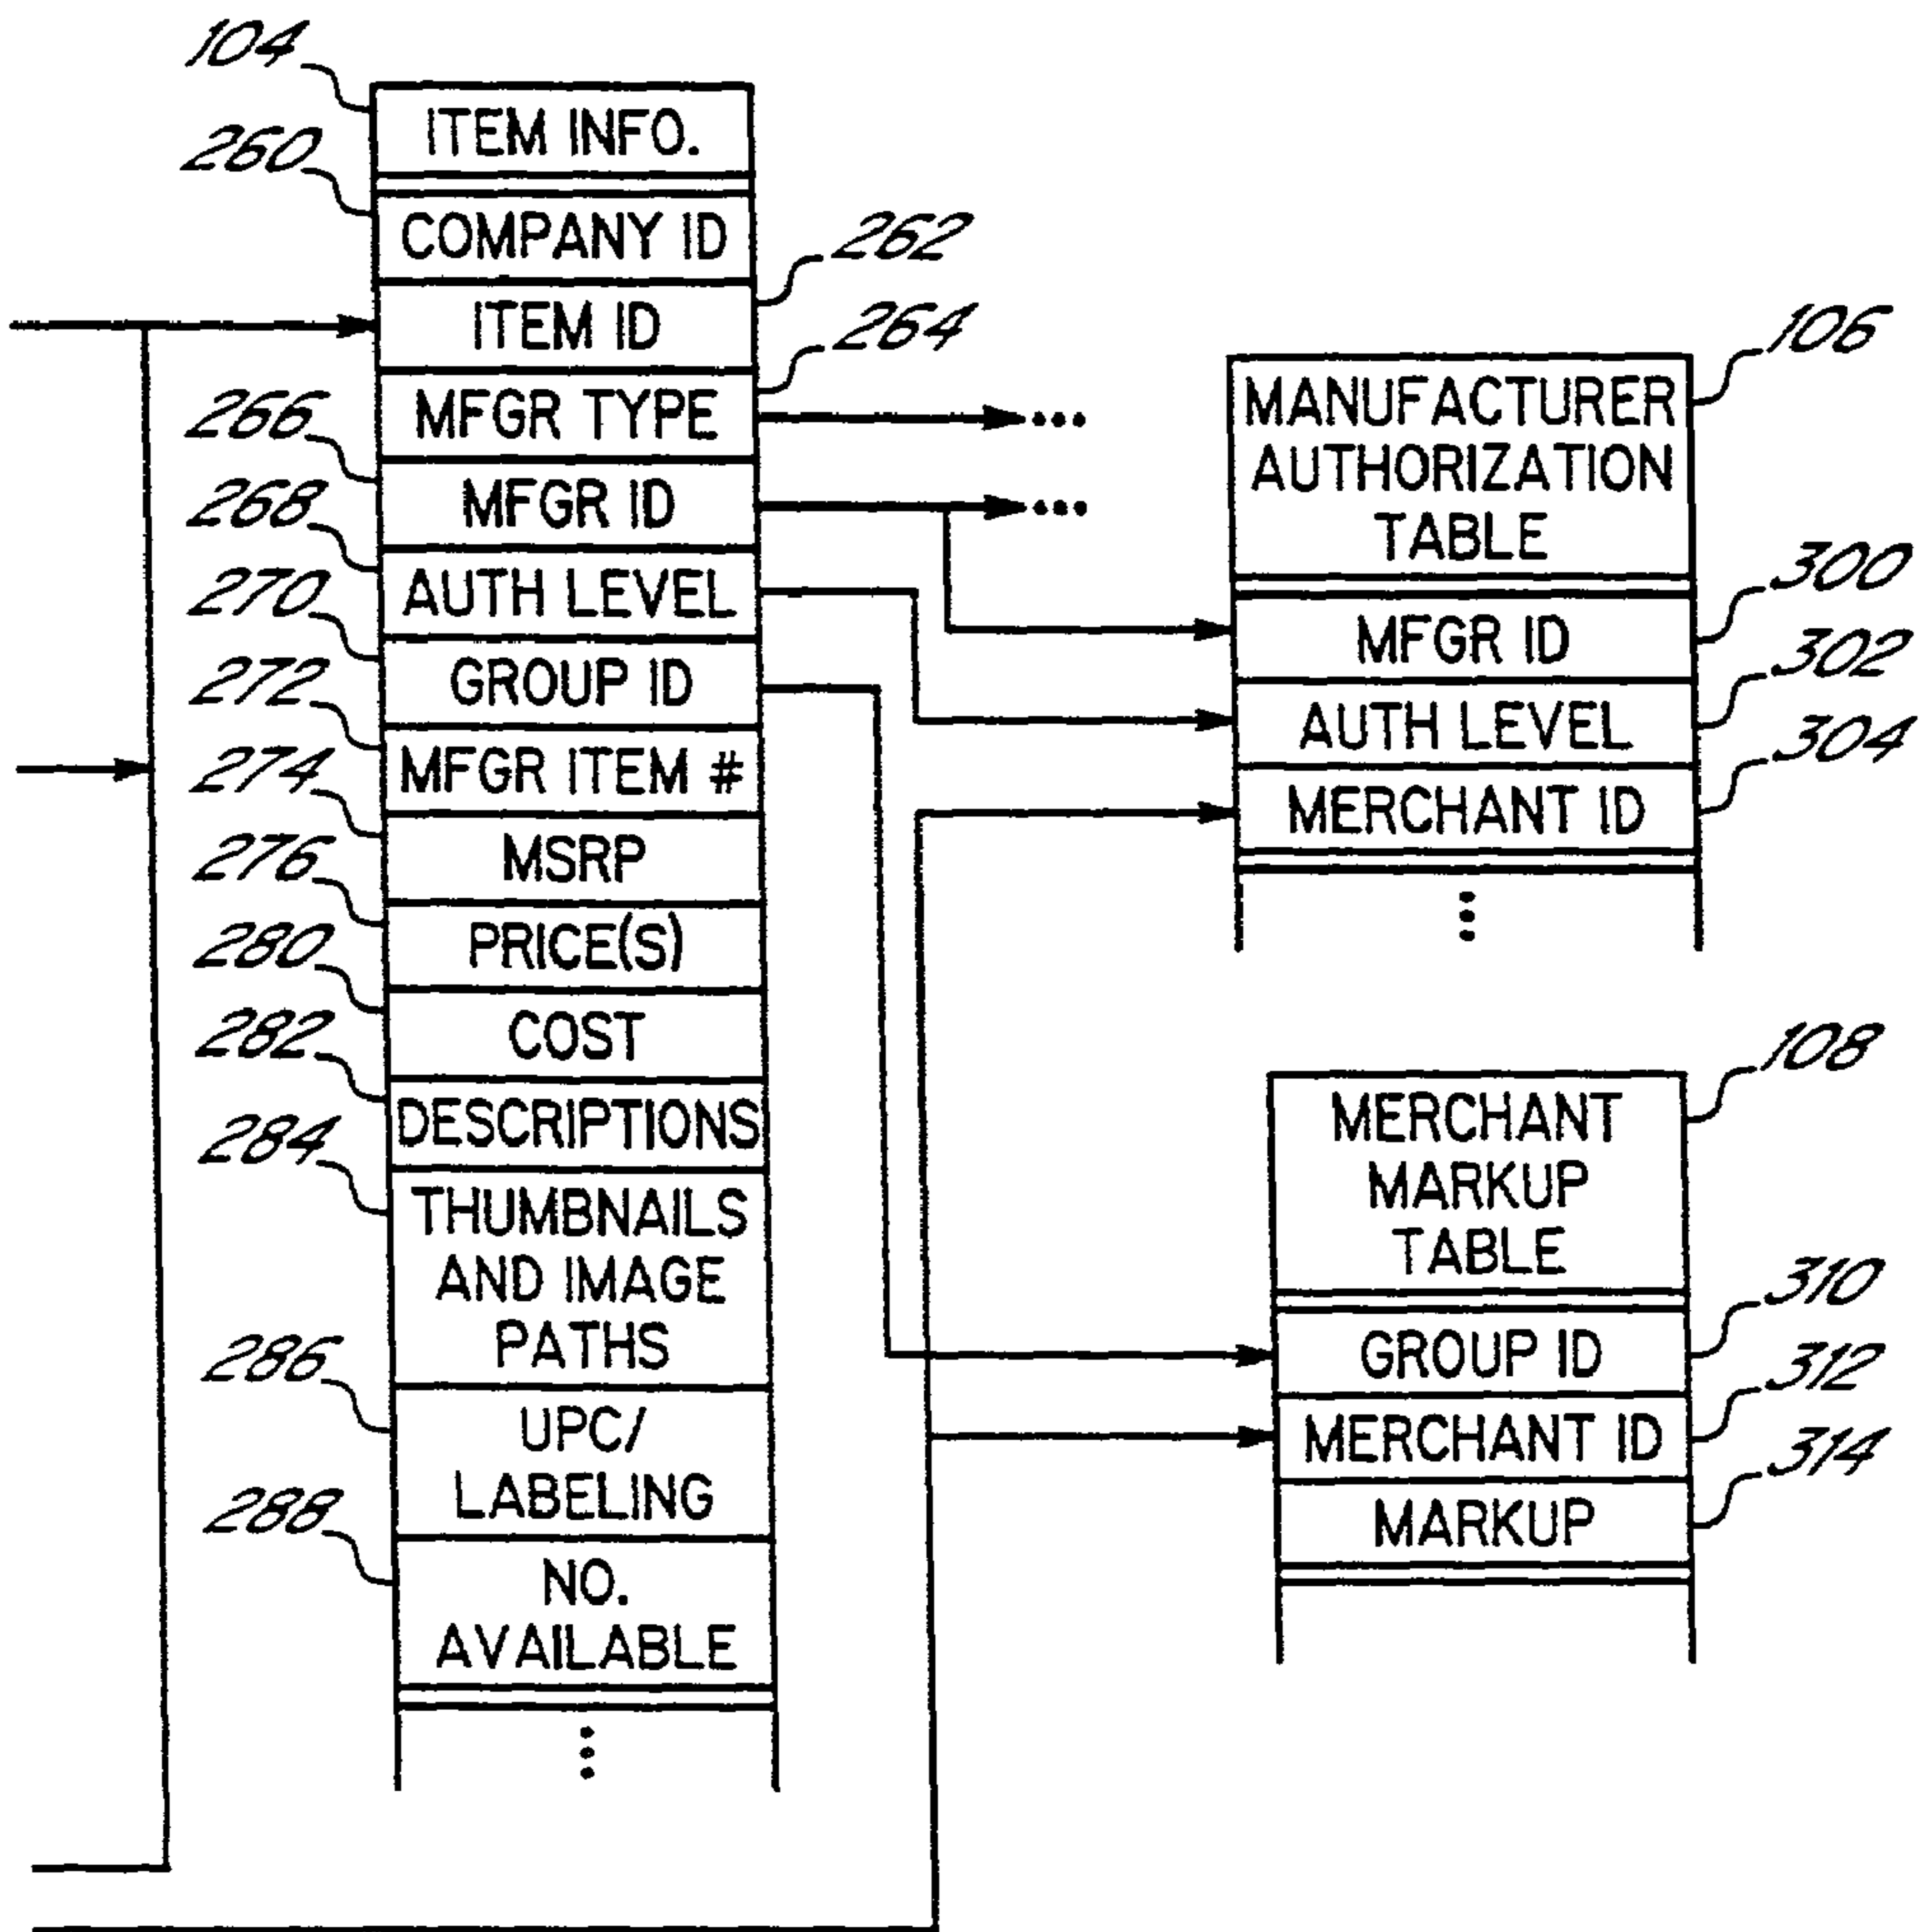 104
ITEM INFO.
260
COMPANY ID
262
ITEM ID
264
MFGR TYPE
266
MFGR ID
268
AUTH LEVEL
270
GROUP ID
272
MFGR ITEM #
274
MSRP
276
PRICE(S)
280
COST
282
DESCRIPTIONS
284
THUMBNAILS
AND IMAGE
PATHS
286
UPC/
LABELING
288
NO.
AVAILABLE
106
MANUFACTURER
AUTHORIZATION
TABLE
300
MFGR ID
302
AUTH LEVEL
304
MERCHANT ID
108
MERCHANT
MARKUP
TABLE
310
GROUP ID
312
MERCHANT ID
314
MARKUP